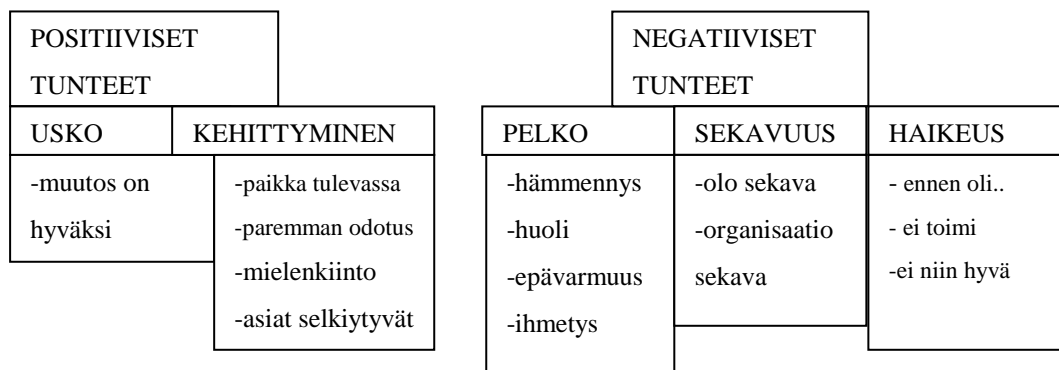 POSITIIVISET
TUNTEET
USKO
KEHITTYMINEN
-muutos on
hyväksi
-paikka tulevassa
-paremman odotus
-mielenkiinto
-asiat selkiytyvät
NEGATIIVISET
TUNTEET
PELKO
SEKAVUUS
HAIKEUS
-hämmennys
-huoli
-epävarmuus
-ihmetys
-olo sekava
-organisaatio
sekava
- ennen oli..
- ei toimi
-ei niin hyvä